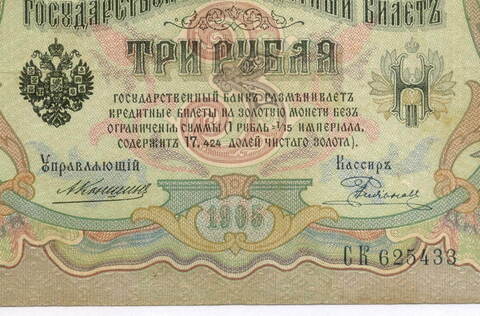 Государственный Кредитный Билетъ
ТРИ РУБЛЯ
ГОСУДАРСТВЕННЫЙ БАНКЪ РАЗМѢНИВАЕТЪ
КРЕДИТНЫЕ БИЛЕТЫ НА ЗОЛОТУЮ МОНЕТУ БЕЗЪ
ОГРАНИЧЕНІЯ СУММЫ (1 РУБЛЬ = 1/15 ИМПЕРІАЛА,
СОДЕРЖИТЪ 17,424 ДОЛЕЙ ЧИСТАГО ЗОЛОТА).
Управляющій
Кассиръ
1905
СК 625433